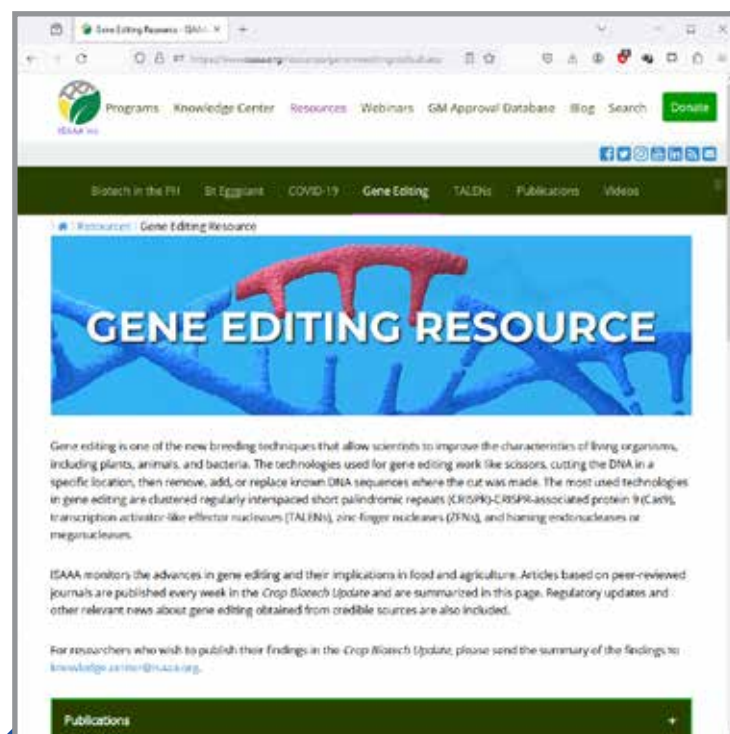 Gene Editing Resource - ISAAA
Programs Knowledge Center Resources Webinars GM Approval Database Blog Search Donate
ISAAA Inc.
Biotech in the PH Bt Eggplant COVID-19 Gene Editing TALENs Publications Videos
Resources Gene Editing Resource
GENE EDITING RESOURCE
Gene editing is one of the new breeding techniques that allow scientists to improve the characteristics of living organisms,
including plants, animals, and bacteria. The technologies used for gene editing work like scissors, cutting the DNA in a
specific location, then remove, add, or replace known DNA sequences where the cut was made. The most used technologies
in gene editing are clustered regularly interspaced short palindromic repeats (CRISPR)-CRISPR-associated protein 9 (Cas9),
transcription activator-like effector nucleases (TALENs), zinc-finger nucleases (ZFNs), and homing endonucleases or
meganucleases.
ISAAA monitors the advances in gene editing and their implications in food and agriculture. Articles based on peer-reviewed
journals are published every week in the Crop Biotech Update and are summarized in this page. Regulatory updates and
other relevant news about gene editing obtained from credible sources are also included.
For researchers who wish to publish their findings in the Crop Biotech Update, please send the summary of the findings to
knowledge.center@isaaa.org.
Publications +